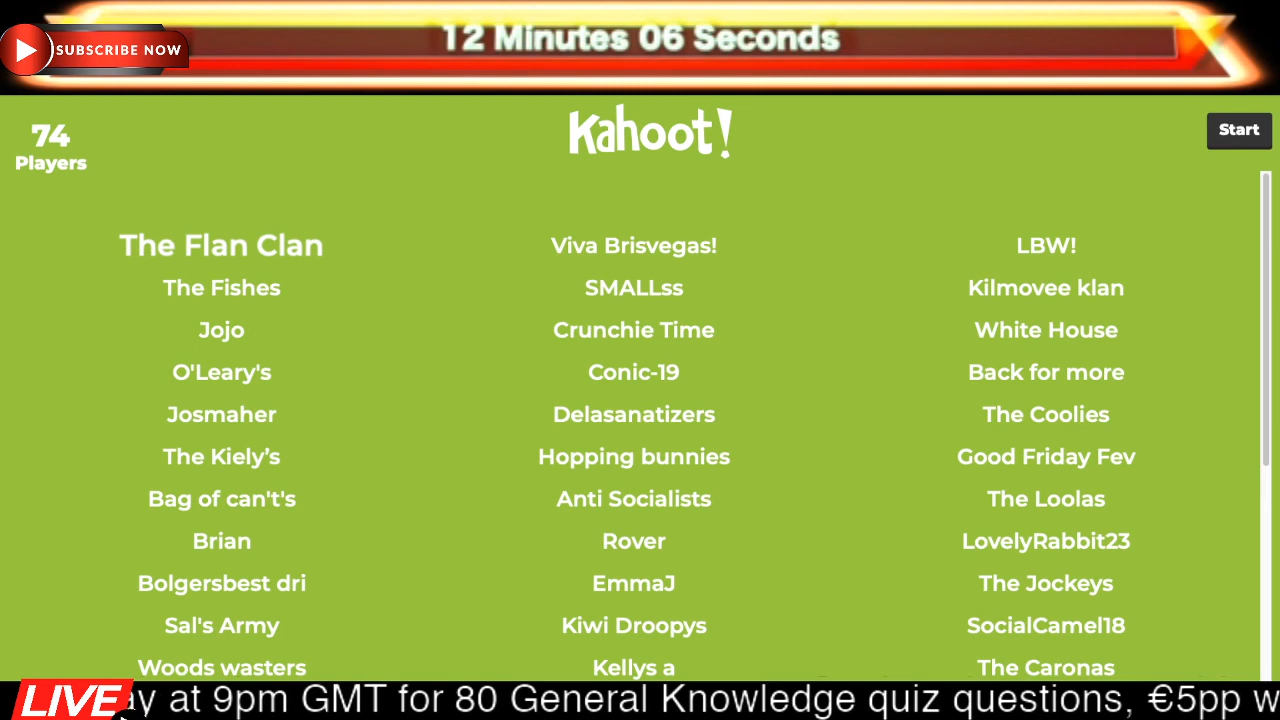 12 Minutes 06 Seconds
SUBSCRIBE NOW
74
Players
Kahoot!
Start
The Flan Clan
Viva Brisvegas!
LBW!
The Fishes
SMALLss
Kilmovee klan
Jojo
Crunchie Time
White House
O'Leary's
Conic-19
Back for more
Josmaher
Delasanatizers
The Coolies
The Kiely’s
Hopping bunnies
Good Friday Fev
Bag of can't's
Anti Socialists
The Loolas
Brian
Rover
LovelyRabbit23
Bolgersbest dri
EmmaJ
The Jockeys
Sal's Army
Kiwi Droopys
SocialCamel18
Woods wasters
Kellys a
The Caronas
LIVE
ay at 9pm GMT for 80 General Knowledge quiz questions, €5pp w